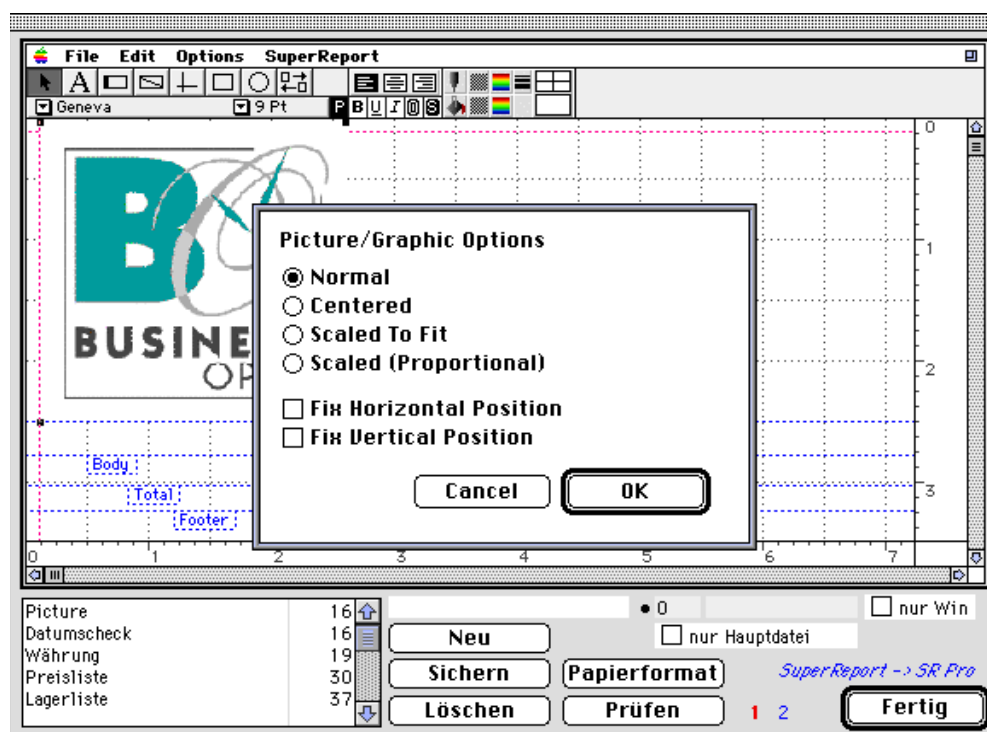 File Edit Options SuperReport
A
Geneva 9 Pt P B U I O S
0
1
2
3
BUSINE
OP
Picture/Graphic Options
Normal
Centered
Scaled To Fit
Scaled (Proportional)
Fix Horizontal Position
Fix Vertical Position
Cancel OK
Body
Total
Footer
0 1 2 3 4 5 6 7
Picture 16
Datumscheck 16
Währung 19
Preisliste 30
Lagerliste 37
0 nur Win
nur Hauptdatei
Neu
Sichern Papierformat
Löschen Prüfen
SuperReport -> SR Pro
1 2 Fertig